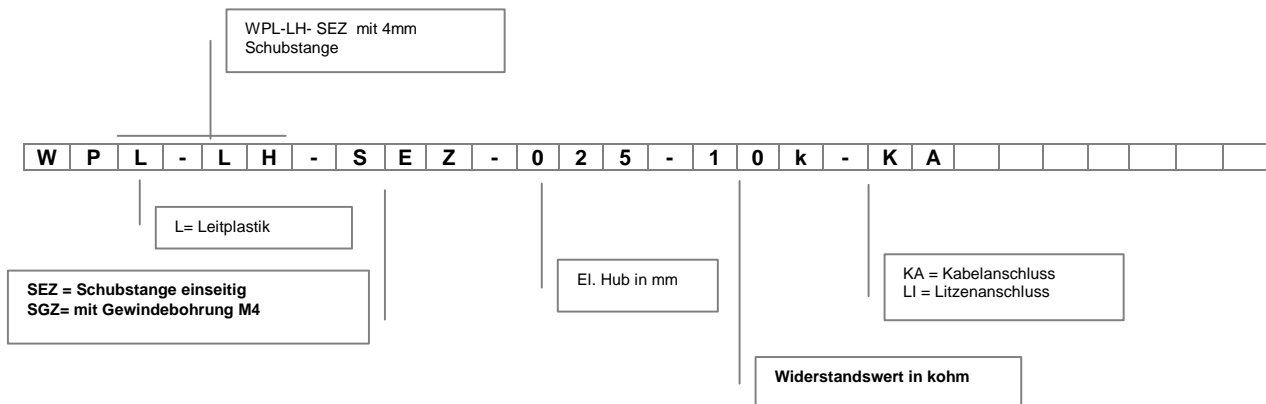 WPL-LH- SEZ mit 4mm
Schubstange
W P L - L H - S E Z - 0 2 5 - 1 0 k - K A
L= Leitplastik
SEZ = Schubstange einseitig
SGZ= mit Gewindebohrung M4
El. Hub in mm
KA = Kabelanschluss
LI = Litzenanschluss
Widerstandswert in kohm